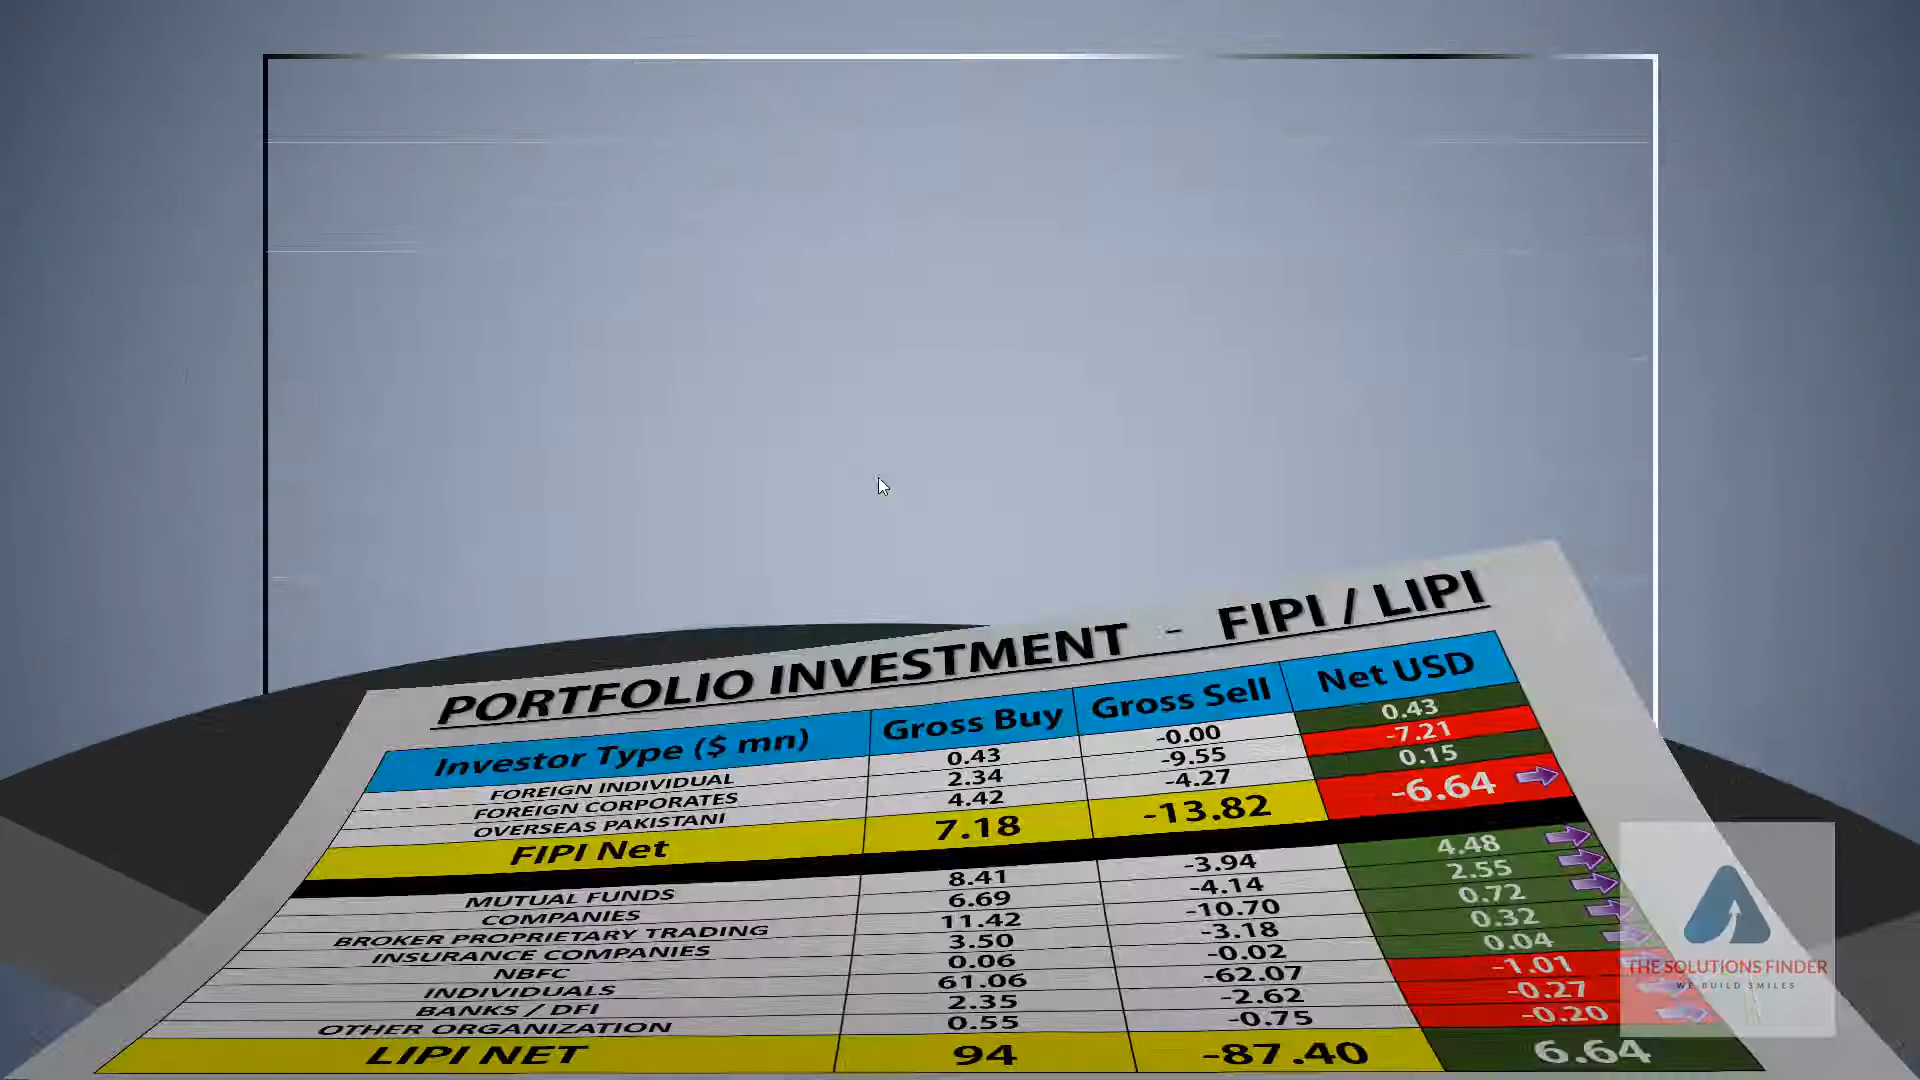 PORTFOLIO INVESTMENT - FIPI / LIPI
Investor Type ($ mn) Gross Buy Gross Sell Net USD
FOREIGN INDIVIDUAL 0.43 -0.00 0.43
FOREIGN CORPORATES 2.34 -9.55 -7.21
OVERSEAS PAKISTANI 4.42 -4.27 0.15
FIPI Net 7.18 -13.82 -6.64
MUTUAL FUNDS 8.41 -3.94 4.48
COMPANIES 6.69 -4.14 2.55
BROKER PROPRIETARY TRADING 11.42 -10.70 0.72
INSURANCE COMPANIES 3.50 -3.18 0.32
NBFC 0.06 -0.02 0.04
INDIVIDUALS 61.06 -62.07 -1.01
BANKS / DFI 2.35 -2.62 -0.27
OTHER ORGANIZATION 0.55 -0.75 -0.20
LIPI NET 94 -87.40 6.64
THE SOLUTIONS FINDER
WE BUILD SMILES